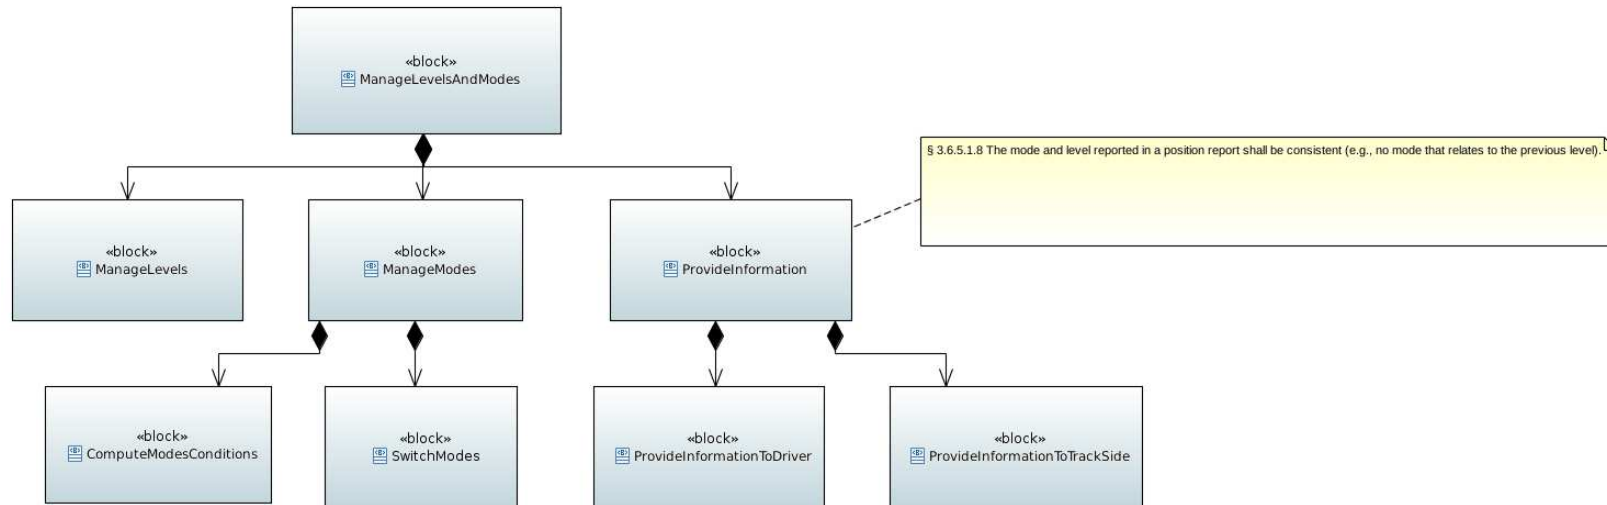 «block»
ManageLevelsAndModes
§ 3.6.5.1.8 The mode and level reported in a position report shall be consistent (e.g., no mode that relates to the previous level).
«block»
ManageLevels
«block»
ManageModes
«block»
ProvideInformation
«block»
ComputeModesConditions
«block»
SwitchModes
«block»
ProvideInformationToDriver
«block»
ProvideInformationToTrackSide